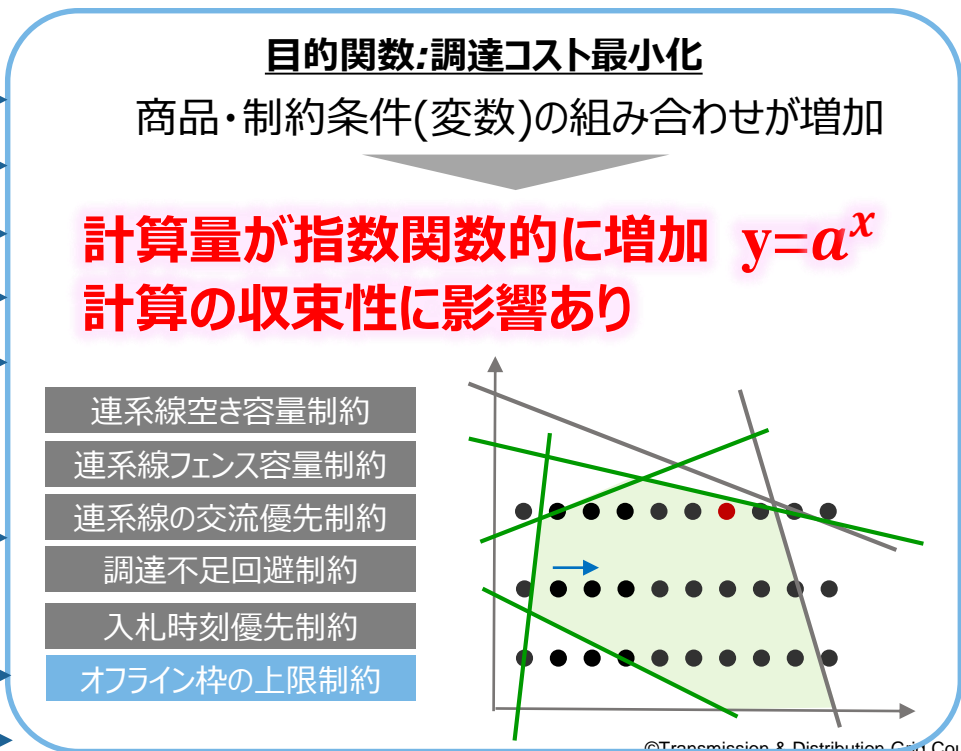 目的関数:調達コスト最小化
商品・制約条件(変数)の組み合わせが増加
計算量が指数関数的に増加 y=aˣ
計算の収束性に影響あり
連系線空き容量制約
連系線フェンス容量制約
連系線の交流優先制約
調達不足回避制約
入札時刻優先制約
オフライン枠の上限制約
©Transmission & Distribution Grid Cou